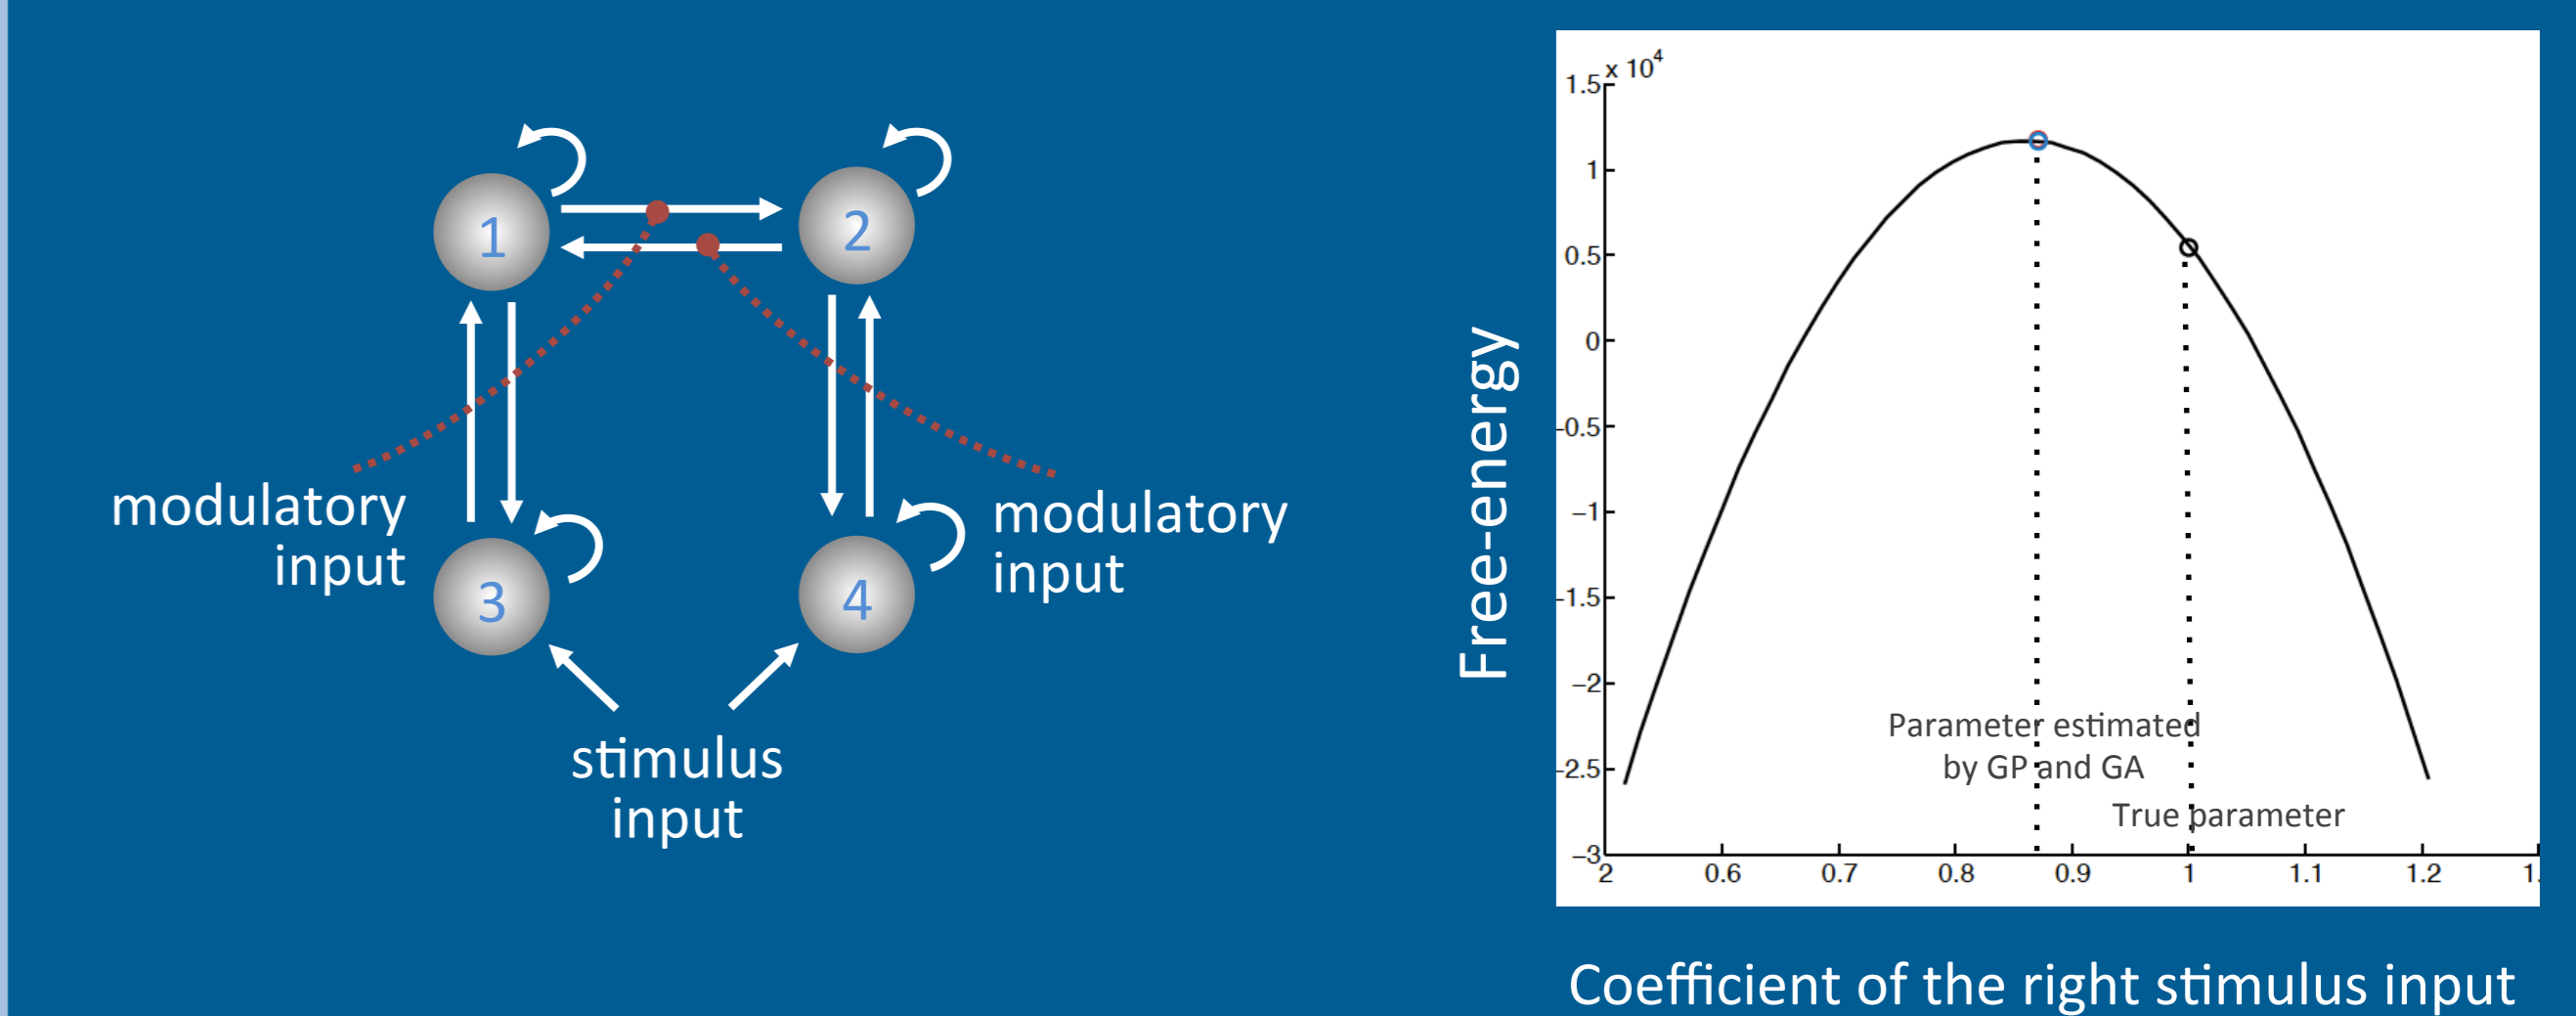 1
2
modulatory
input
modulatory
input
3
4
stimulus
input
Free-energy
x 10^4
1.5
1
0.5
0
-0.5
-1
-1.5
-2
-2.5
-3
Parameter estimated
by GP and GA
True parameter
2 0.6 0.7 0.8 0.9 1 1.1 1.2 1.
Coefficient of the right stimulus input